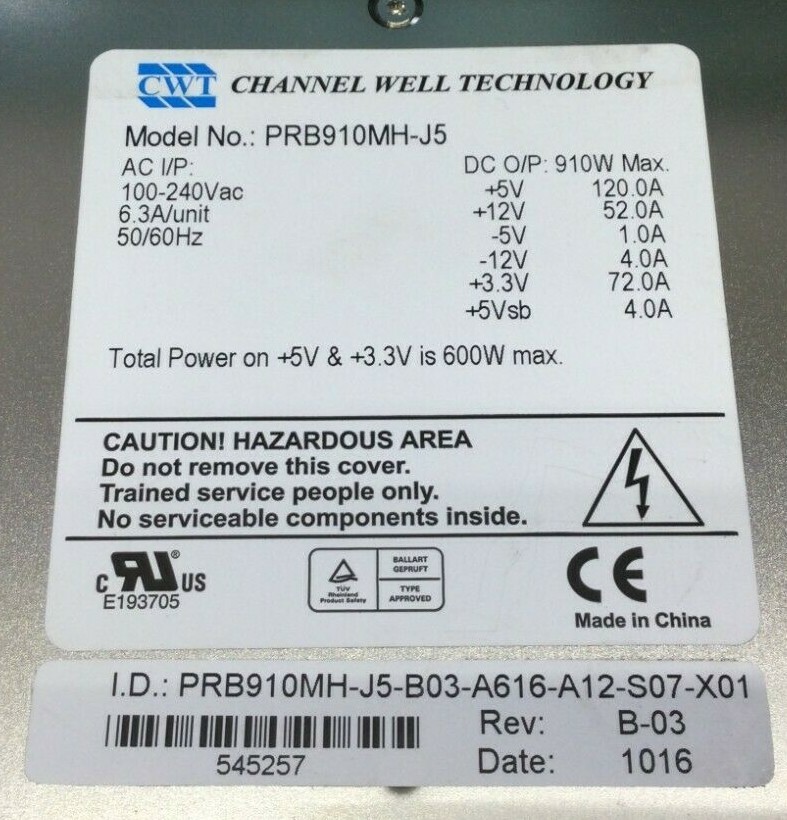 CWT CHANNEL WELL TECHNOLOGY
Model No.: PRB910MH-J5
AC I/P:
100-240Vac
6.3A/unit
50/60Hz
DC O/P: 910W Max.
+5V 120.0A
+12V 52.0A
-5V 1.0A
-12V 4.0A
+3.3V 72.0A
+5Vsb 4.0A
Total Power on +5V & +3.3V is 600W max.
CAUTION! HAZARDOUS AREA
Do not remove this cover.
Trained service people only.
No serviceable components inside.
C RU ® US
E193705
TÜV
Rheinland
Product Safety
BALLART
GEPRUFT
TYPE
APPROVED
CE
Made in China
I.D.: PRB910MH-J5-B03-A616-A12-S07-X01
545257
Rev: B-03
Date: 1016